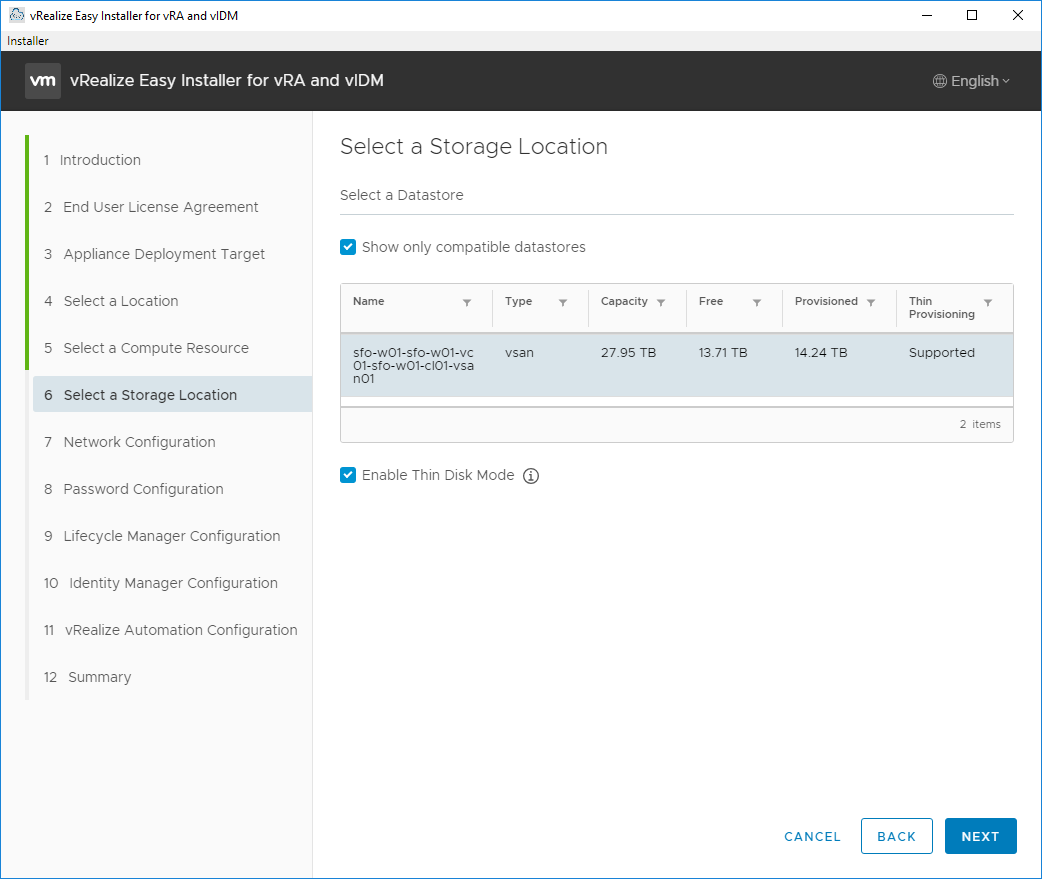 vRealize Easy Installer for vRA and vIDM
Installer
vm vRealize Easy Installer for vRA and vIDM English
1 Introduction
2 End User License Agreement
3 Appliance Deployment Target
4 Select a Location
5 Select a Compute Resource
6 Select a Storage Location
7 Network Configuration
8 Password Configuration
9 Lifecycle Manager Configuration
10 Identity Manager Configuration
11 vRealize Automation Configuration
12 Summary
Select a Storage Location
Select a Datastore
Show only compatible datastores
Name Type Capacity Free Provisioned Thin
Provisioning
sfo-w01-sfo-w01-vc vsan 27.95 TB 13.71 TB 14.24 TB Supported
01-sfo-w01-cl01-vsa
n01
2 items
Enable Thin Disk Mode
CANCEL BACK NEXT